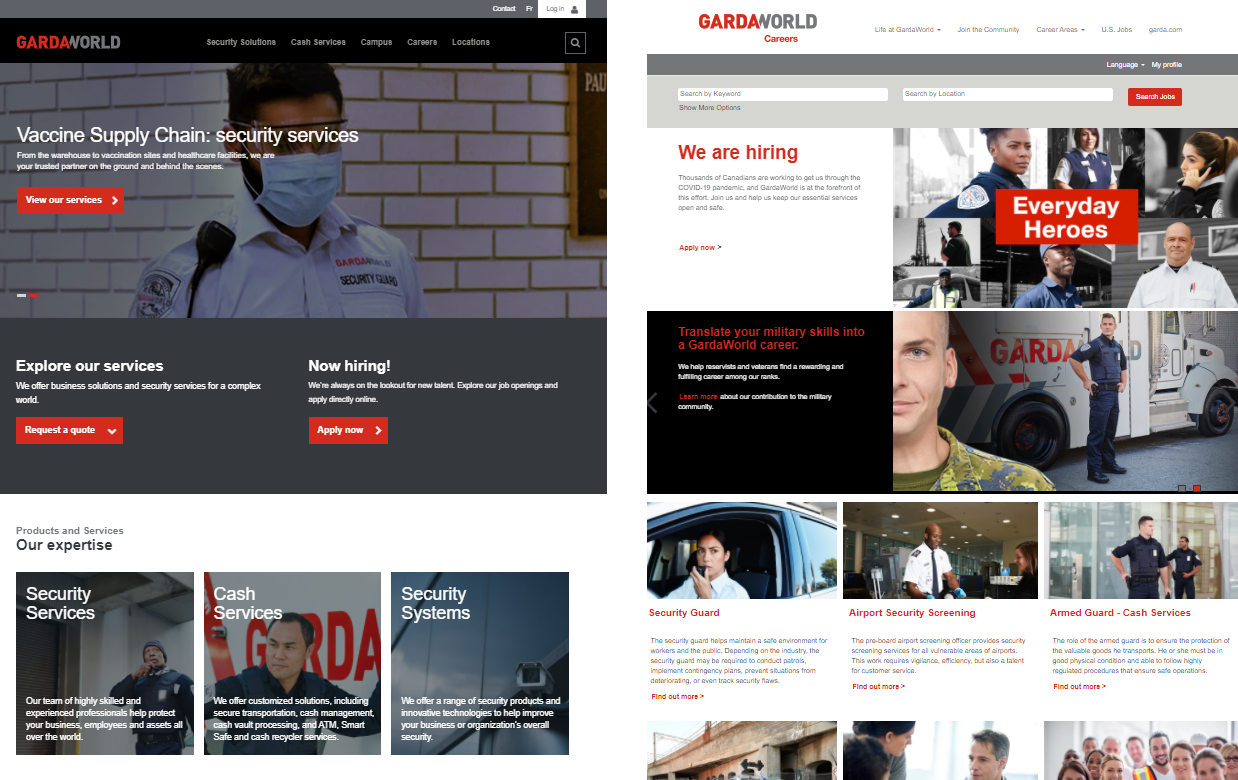 Contact Fr Log in
GARDAWORLD
Security Solutions Cash Services Campus Careers Locations
PAU
Vaccine Supply Chain: security services
From the warehouse to vaccination sites and healthcare facilities, we are
your trusted partner on the ground and behind the scenes.
View our services
GARDAWORLD
SECURITY GUARD
Explore our services
We offer business solutions and security services for a complex
world.
Request a quote
Now hiring!
We're always on the lookout for new talent. Explore our job openings and
apply directly online.
Apply now
Products and Services
Our expertise
Security
Services
Our team of highly skilled and
experienced professionals help protect
your business, employees and assets all
over the world.
Cash
Services
GARDA
We offer customized solutions, including
secure transportation, cash management,
cash vault processing, and ATM, Smart
Safe and cash recycler services.
Security
Systems
We offer a range of security products and
innovative technologies to help improve
your business or organization's overall
security.
GARDAWORLD
Careers
Life at GardaWorld Join the Community Career Areas U.S. Jobs garda.com
Language My profile
Search by Keyword
Search by Location
Search Jobs
Show More Options
We are hiring
Thousands of Canadians are working to get us through the
COVID-19 pandemic, and GardaWorld is at the forefront of
this effort. Join us and help us keep our essential services
open and safe.
Apply now >
Everyday
Heroes
Translate your military skills into
a GardaWorld career.
We help reservists and veterans find a rewarding and
fulfilling career among our ranks.
Learn more about our contribution to the military
community.
GARDA
Security Guard
The security guard helps maintain a safe environment for
workers and the public. Depending on the industry, the
security guard may be required to conduct patrols,
implement contingency plans, prevent situations from
deteriorating, or even track security flaws.
Find out more >
Airport Security Screening
The pre-board airport screening officer provides security
screening services for all vulnerable areas of airports.
This work requires vigilance, efficiency, but also a talent
for customer service.
Find out more >
Armed Guard - Cash Services
The role of the armed guard is to ensure the protection of
the valuable goods he transports. He or she must be in
good physical condition and able to follow highly
regulated procedures that ensure safe operations.
Find out more >